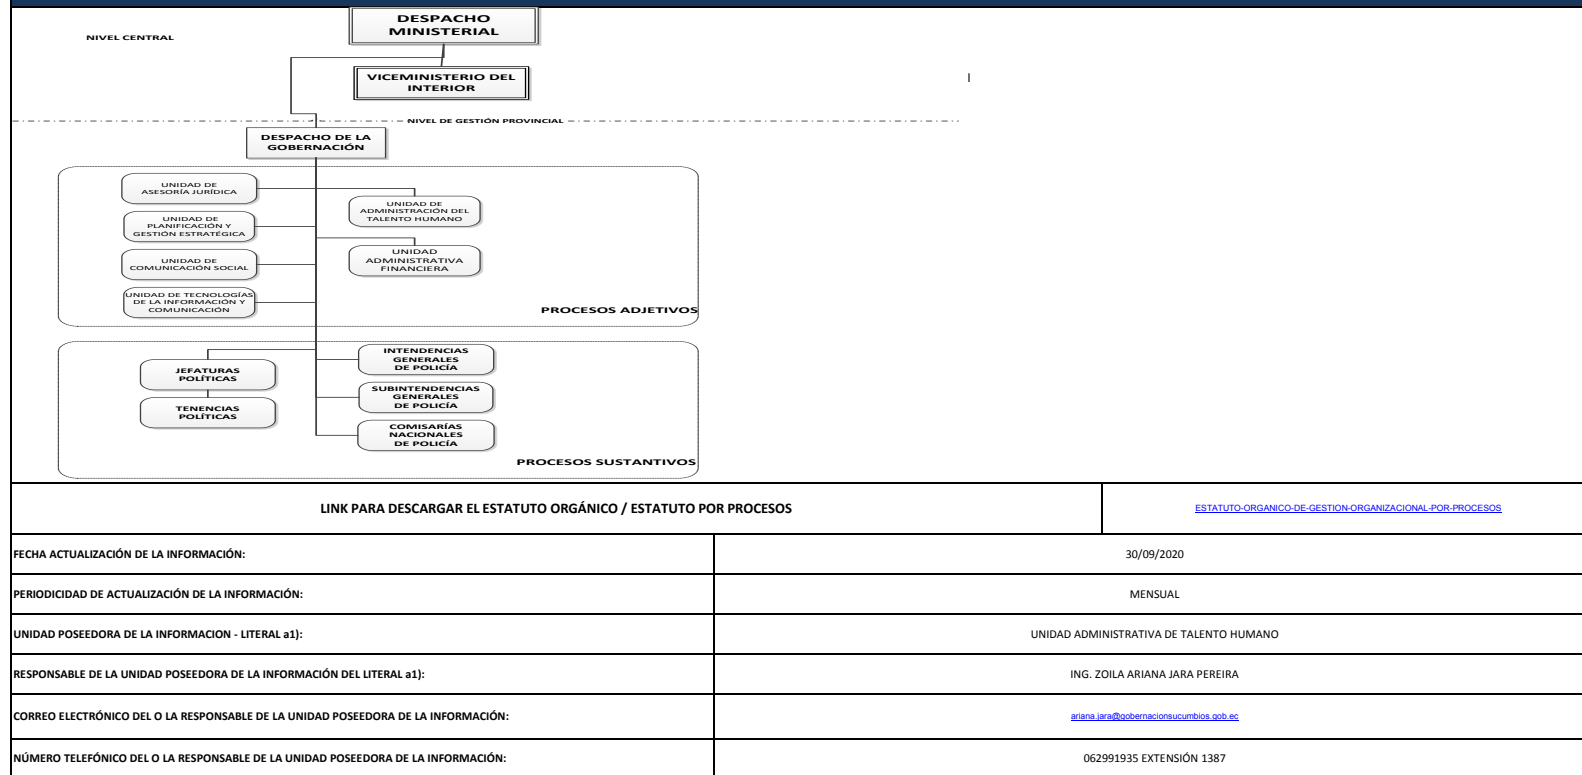 DESPACHO
MINISTERIAL
NIVEL CENTRAL
VICEMINISTERIO DEL
INTERIOR
I
NIVEL DE GESTIÓN PROVINCIAL
DESPACHO DE LA
GOBERNACIÓN
UNIDAD DE
ASESORÍA JURÍDICA
UNIDAD DE
ADMINISTRACIÓN DEL
TALENTO HUMANO
UNIDAD DE
PLANIFICACIÓN Y
GESTIÓN ESTRATÉGICA
UNIDAD
ADMINISTRATIVA
FINANCIERA
UNIDAD DE
COMUNICACIÓN SOCIAL
UNIDAD DE TECNOLOGÍAS
DE LA INFORMACIÓN Y
COMUNICACIÓN
PROCESOS ADJETIVOS
INTENDENCIAS
GENERALES
DE POLICÍA
JEFATURAS
POLÍTICAS
SUBINTENDENCIAS
GENERALES
DE POLICÍA
TENENCIAS
POLÍTICAS
COMISARÍAS
NACIONALES
DE POLICÍA
PROCESOS SUSTANTIVOS
LINK PARA DESCARGAR EL ESTATUTO ORGÁNICO / ESTATUTO POR PROCESOS
ESTATUTO-ORGANICO-DE-GESTION-ORGANIZACIONAL-POR-PROCESOS
FECHA ACTUALIZACIÓN DE LA INFORMACIÓN:
30/09/2020
PERIODICIDAD DE ACTUALIZACIÓN DE LA INFORMACIÓN:
MENSUAL
UNIDAD POSEEDORA DE LA INFORMACION - LITERAL a1):
UNIDAD ADMINISTRATIVA DE TALENTO HUMANO
RESPONSABLE DE LA UNIDAD POSEEDORA DE LA INFORMACIÓN DEL LITERAL a1):
ING. ZOILA ARIANA JARA PEREIRA
CORREO ELECTRÓNICO DEL O LA RESPONSABLE DE LA UNIDAD POSEEDORA DE LA INFORMACIÓN:
ariana.jara@gobernacionsucumbios.gob.ec
NÚMERO TELEFÓNICO DEL O LA RESPONSABLE DE LA UNIDAD POSEEDORA DE LA INFORMACIÓN:
062991935 EXTENSIÓN 1387